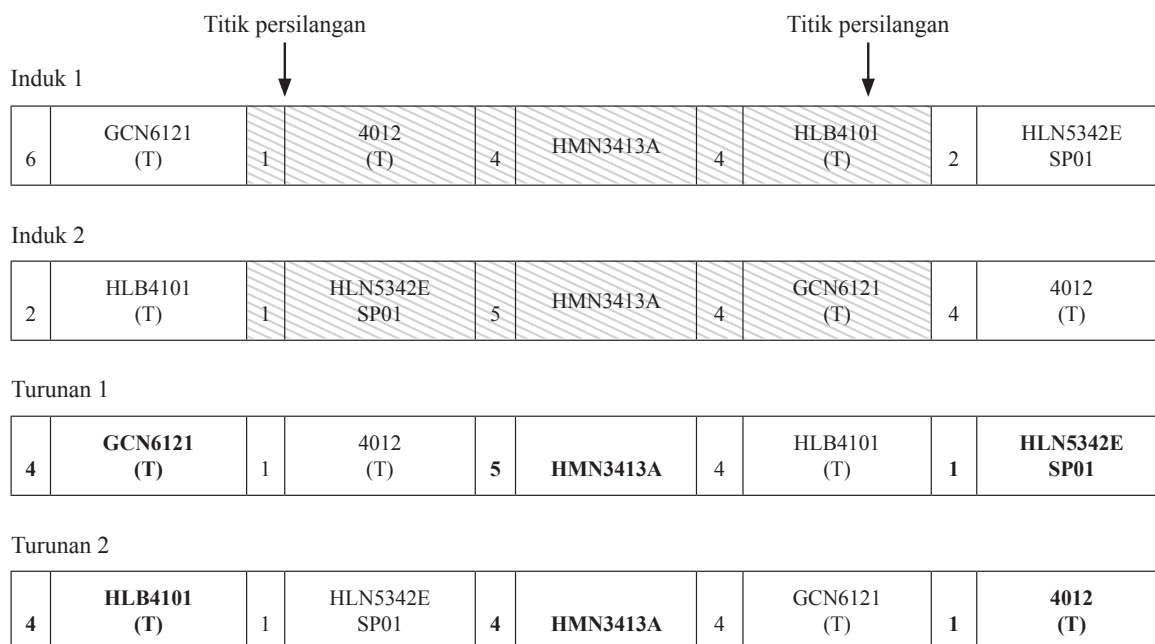 Titik persilangan Titik persilangan
Induk 1
6 GCN6121 (T) 1 4012 (T) 4 HMN3413A 4 HLB4101 (T) 2 HLN5342E SP01
Induk 2
2 HLB4101 (T) 1 HLN5342E SP01 5 HMN3413A 4 GCN6121 (T) 4 4012 (T)
Turunan 1
4 GCN6121 (T) 1 4012 (T) 5 HMN3413A 4 HLB4101 (T) 1 HLN5342E SP01
Turunan 2
4 HLB4101 (T) 1 HLN5342E SP01 4 HMN3413A 4 GCN6121 (T) 1 4012 (T)